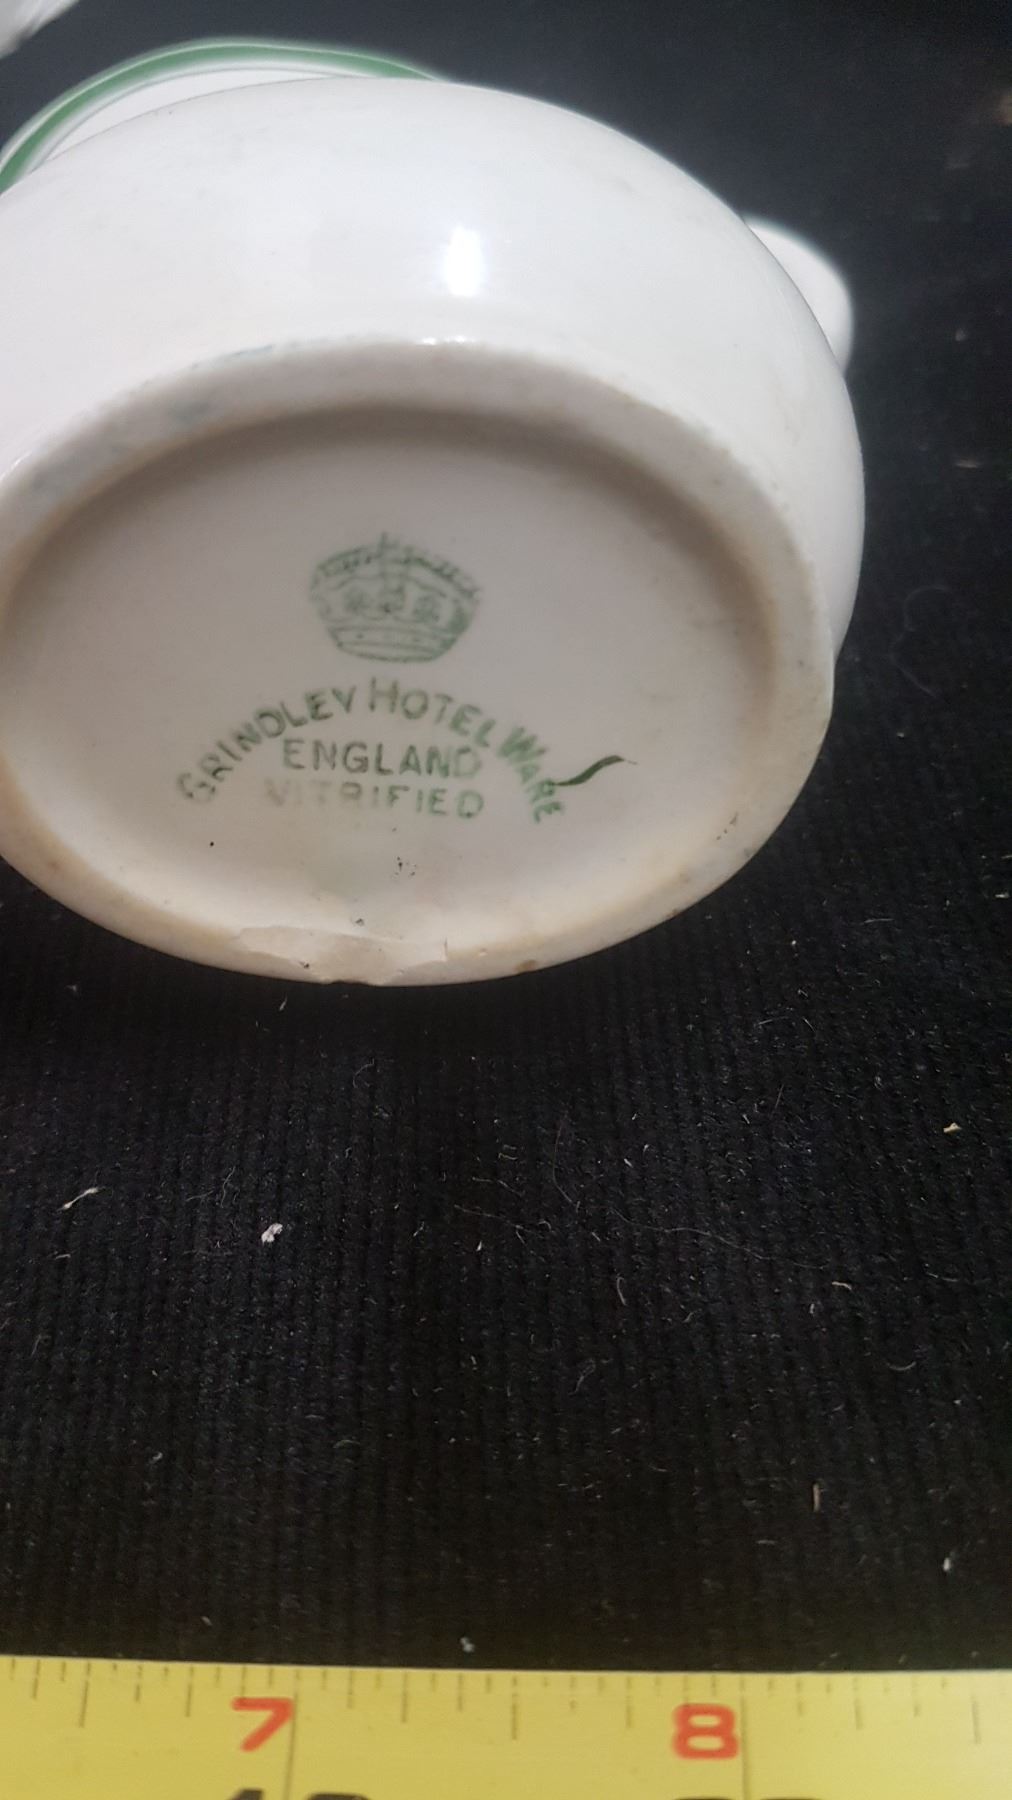 GRINDLEY HOTEL WARE
ENGLAND
VITRIFIED
7 8